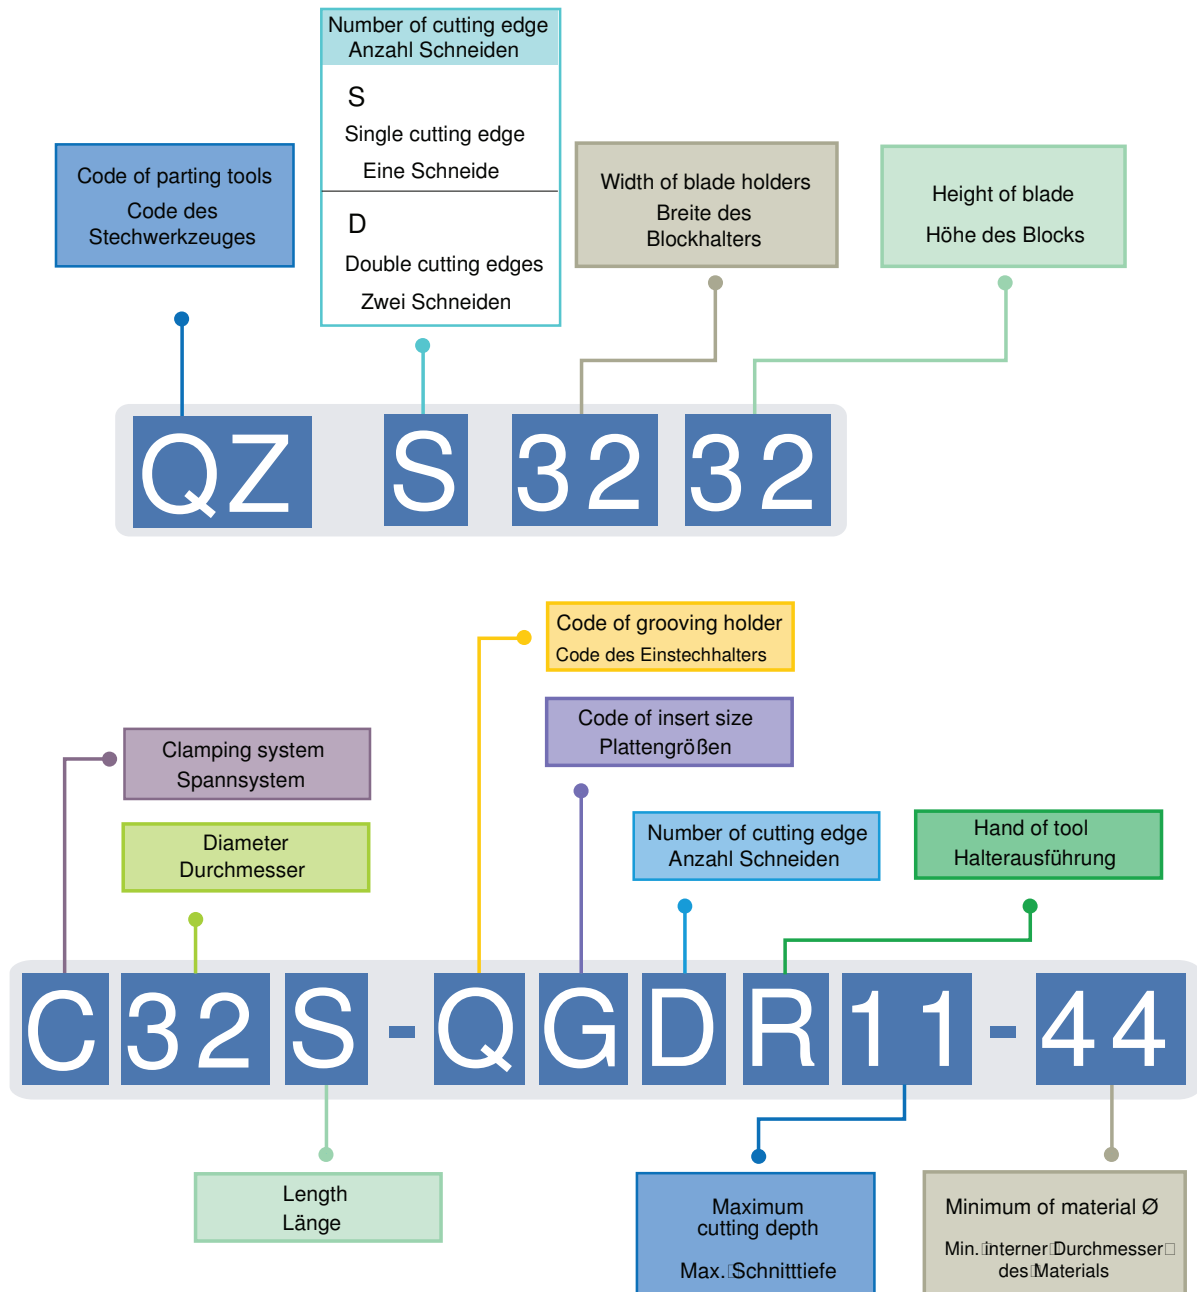 Number of cutting edge
Anzahl Schneiden
S
Single cutting edge
Eine Schneide
D
Double cutting edges
Zwei Schneiden
Code of parting tools
Code des
Stechwerkzeuges
Width of blade holders
Breite des
Blockhalters
Height of blade
Höhe des Blocks
QZ S 32 32
Code of grooving holder
Code des Einstechhalters
Code of insert size
Plattengrößen
Clamping system
Spannsystem
Diameter
Durchmesser
Number of cutting edge
Anzahl Schneiden
Hand of tool
Halterausführung
C32S-QGDR11-44
Length
Länge
Maximum
cutting depth
Max. Schnitttiefe
Minimum of material Ø
Min. interner Durchmesser
des Materials